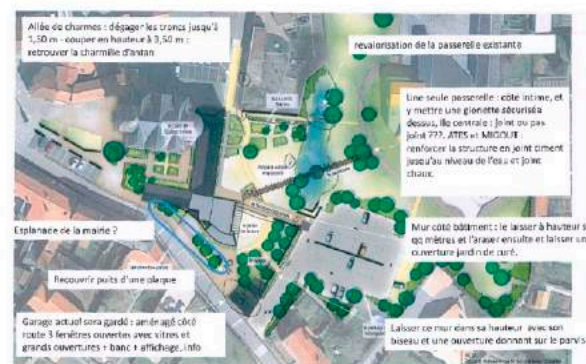 Allée de charmes : dégager les troncs jusqu'à
1,50 m - couper en hauteur à 3,50 m :
retrouver la charmille d'antan
revalorisation de la passerelle existante
Une seule passerelle : côté intime, et
y mettre une gloriette sécurisée
dessus, île centrale : joint ou pas
joint ???. ATES et MIGOUTE :
renforcer la structure en joint ciment
jusqu'au niveau de l'eau et joint
chaux.
Esplanade de la mairie ?
Mur côté bâtiment : le laisser à hauteur s
qq mètres et l'araser ensuite et laisser un
ouverture jardin de curé.
Recouvrir puits d'une plaque
Garage actuel sera gardé : aménagé côté
route 3 fenêtres ouvertes avec vitres et
grands ouvertures + banc + affichage, info
Laisser ce mur dans sa hauteur avec son
biseau et une ouverture donnant sur le parvi